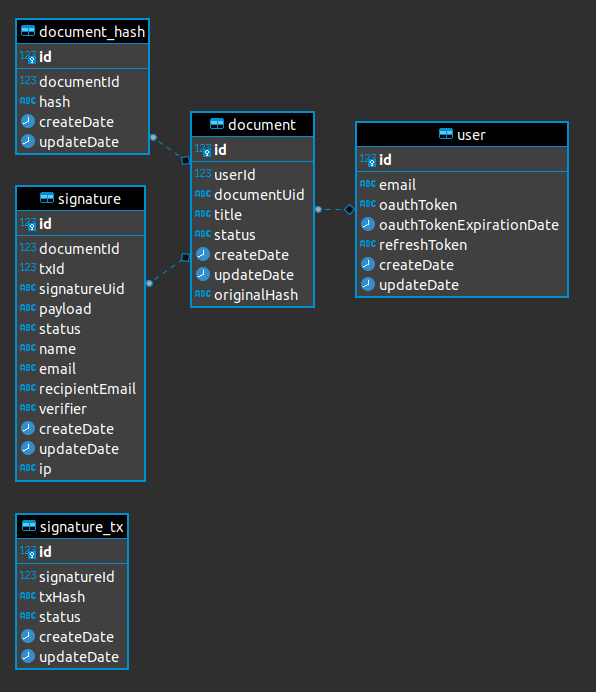 document_hash
123 id
123 documentId
ABC hash
createDate
updateDate
document
123 id
123 userId
ABC documentUid
ABC title
ABC status
createDate
updateDate
ABC originalHash
user
123 id
ABC email
ABC oauthToken
oauthTokenExpirationDate
ABC refreshToken
createDate
updateDate
signature
123 id
123 documentId
ABC txId
ABC signatureUid
ABC payload
ABC status
ABC name
ABC email
ABC recipientEmail
ABC verifier
createDate
updateDate
ABC ip
signature_tx
123 id
123 signatureId
ABC txHash
ABC status
createDate
updateDate